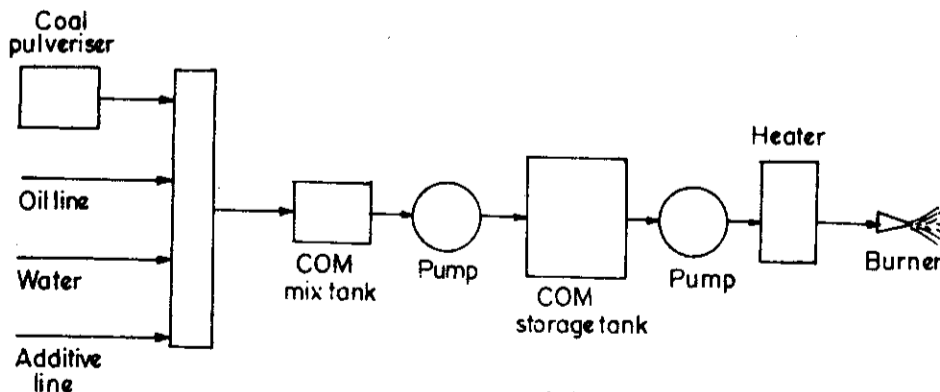 Coal
pulveriser
Oil line
Water
Additive
line
COM
mix tank
Pump
COM
storage tank
Pump
Heater
Burner